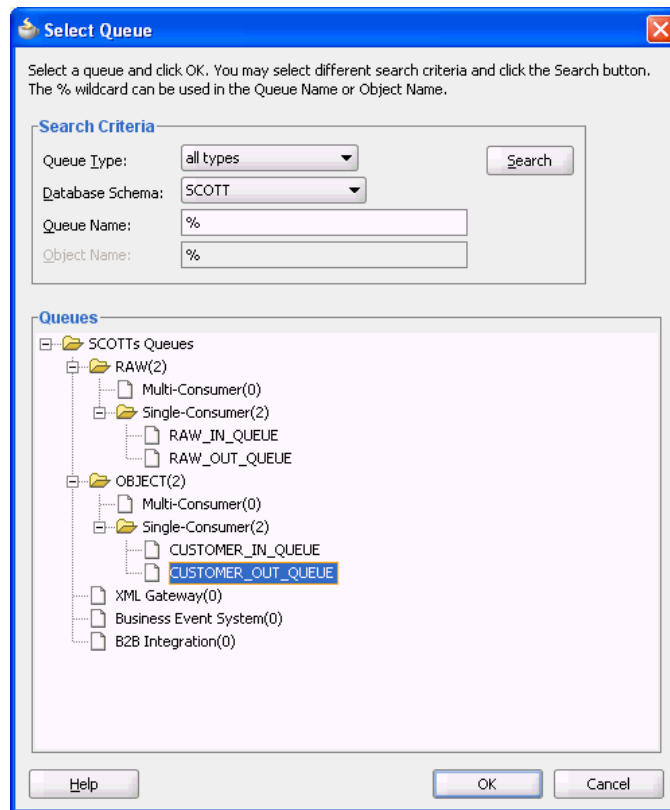 Select Queue
Select a queue and click OK. You may select different search criteria and click the Search button.
The % wildcard can be used in the Queue Name or Object Name.
Search Criteria
Queue Type: all types Search
Database Schema: SCOTT
Queue Name: %
Object Name: %
Queues
SCOTTs Queues
RAW(2)
Multi-Consumer(0)
Single-Consumer(2)
RAW_IN_QUEUE
RAW_OUT_QUEUE
OBJECT(2)
Multi-Consumer(0)
Single-Consumer(2)
CUSTOMER_IN_QUEUE
CUSTOMER_OUT_QUEUE
XML Gateway(0)
Business Event System(0)
B2B Integration(0)
Help OK Cancel